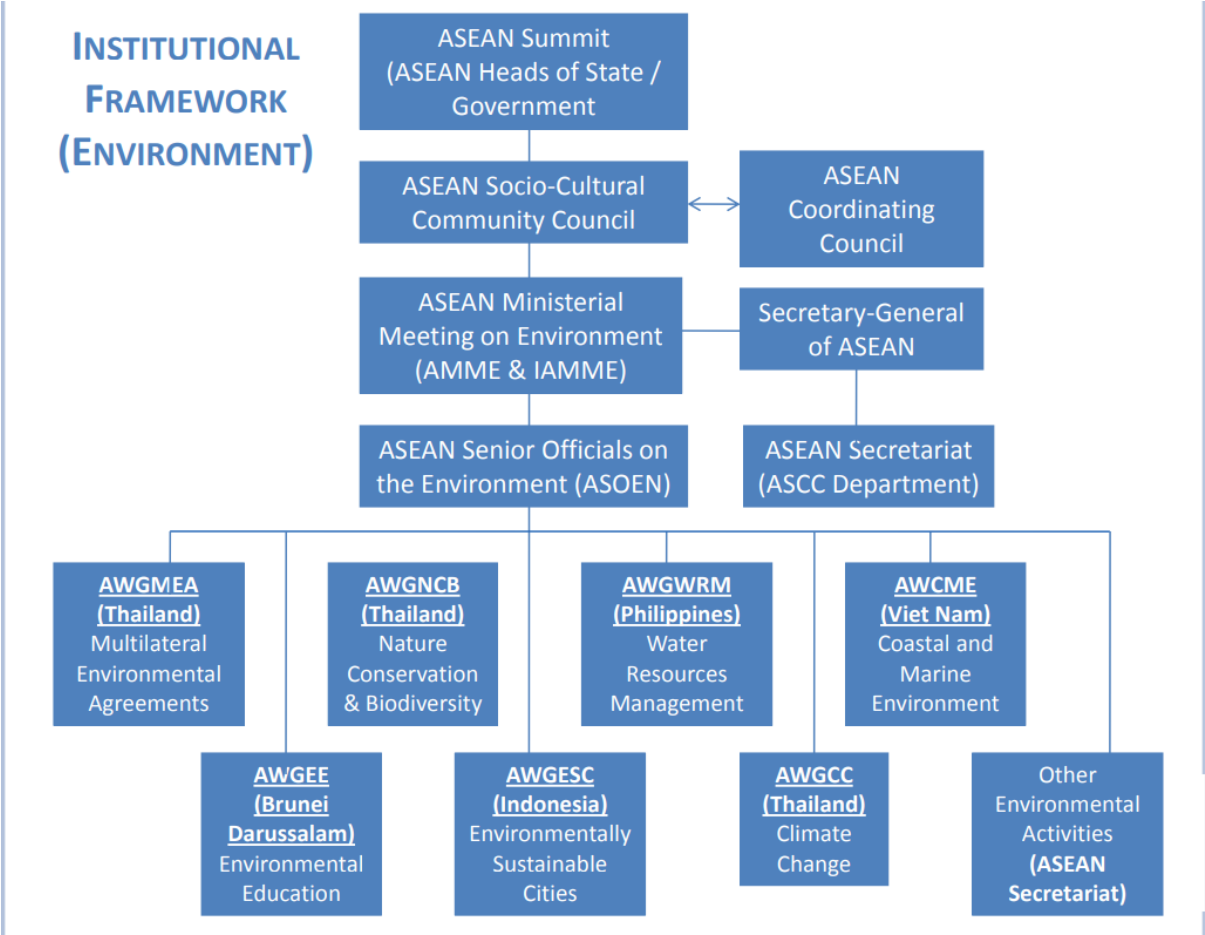 INSTITUTIONAL
FRAMEWORK
(ENVIRONMENT)
ASEAN Summit
(ASEAN Heads of State /
Government
ASEAN Socio-Cultural
Community Council
ASEAN
Coordinating
Council
ASEAN Ministerial
Meeting on Environment
(AMME & IAMME)
Secretary-General
of ASEAN
ASEAN Senior Officials on
the Environment (ASOEN)
ASEAN Secretariat
(ASCC Department)
AWGMEA
(Thailand)
Multilateral
Environmental
Agreements
AWGNCB
(Thailand)
Nature
Conservation
& Biodiversity
AWGWRM
(Philippines)
Water
Resources
Management
AWCME
(Viet Nam)
Coastal and
Marine
Environment
AWGEE
(Brunei
Darussalam)
Environmental
Education
AWGESC
(Indonesia)
Environmentally
Sustainable
Cities
AWGCC
(Thailand)
Climate
Change
Other
Environmental
Activities
(ASEAN
Secretariat)